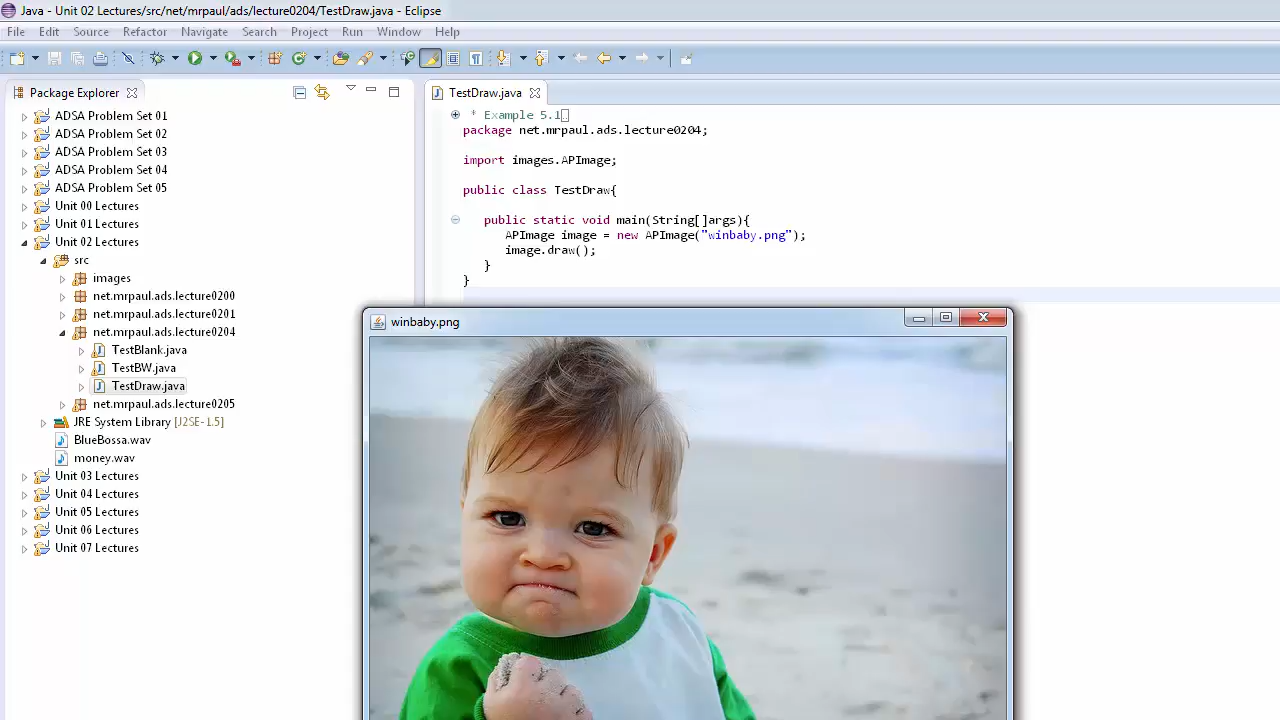 Java - Unit 02 Lectures/src/net/mrpaul/ads/lecture0204/TestDraw.java - Eclipse
File Edit Source Refactor Navigate Search Project Run Window Help
Package Explorer
ADSA Problem Set 01
ADSA Problem Set 02
ADSA Problem Set 03
ADSA Problem Set 04
ADSA Problem Set 05
Unit 00 Lectures
Unit 01 Lectures
Unit 02 Lectures
src
images
net.mrpaul.ads.lecture0200
net.mrpaul.ads.lecture0201
net.mrpaul.ads.lecture0204
TestBlank.java
TestBW.java
TestDraw.java
net.mrpaul.ads.lecture0205
JRE System Library [J2SE-1.5]
BlueBossa.wav
money.wav
Unit 03 Lectures
Unit 04 Lectures
Unit 05 Lectures
Unit 06 Lectures
Unit 07 Lectures
TestDraw.java
* Example 5.1
package net.mrpaul.ads.lecture0204;
import images.APImage;
public class TestDraw{
public static void main(String[]args){
APImage image = new APImage("winbaby.png");
image.draw();
}
}
winbaby.png